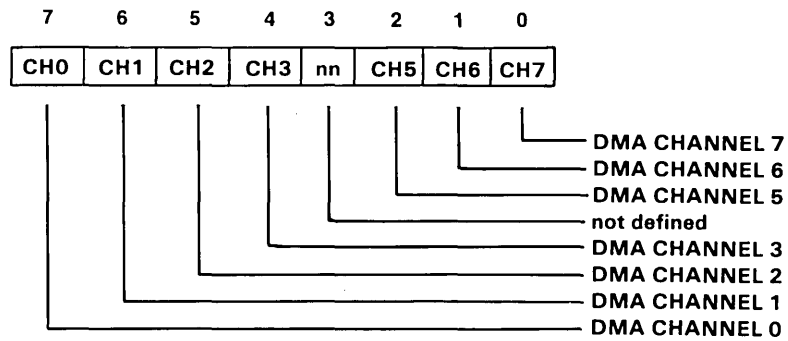 7 6 5 4 3 2 1 0
CH0 CH1 CH2 CH3 nn CH5 CH6 CH7
DMA CHANNEL 7
DMA CHANNEL 6
DMA CHANNEL 5
not defined
DMA CHANNEL 3
DMA CHANNEL 2
DMA CHANNEL 1
DMA CHANNEL 0